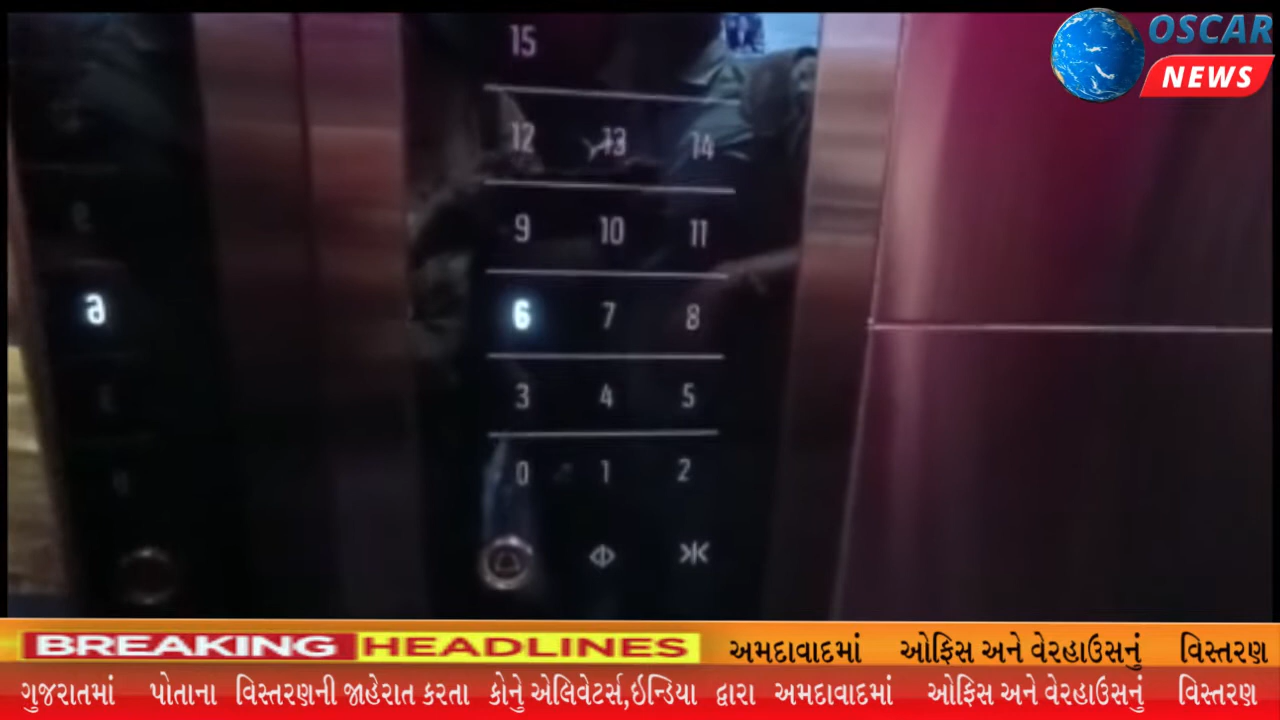 OSCAR
NEWS
15
12 13 14
9 10 11
6 7 8
3 4 5
0 1 2
BREAKING HEADLINES અમદાવાદમાં ઓફિસ અને વેરહાઉસનું વિસ્તરણ
ગુજરાતમાં પોતાના વિસ્તરણની જાહેરાત કરતા કોને એલિવેટર્સ,ઇન્ડિયા દ્વારા અમદાવાદમાં ઓફિસ અને વેરહાઉસનું વિસ્તરણ